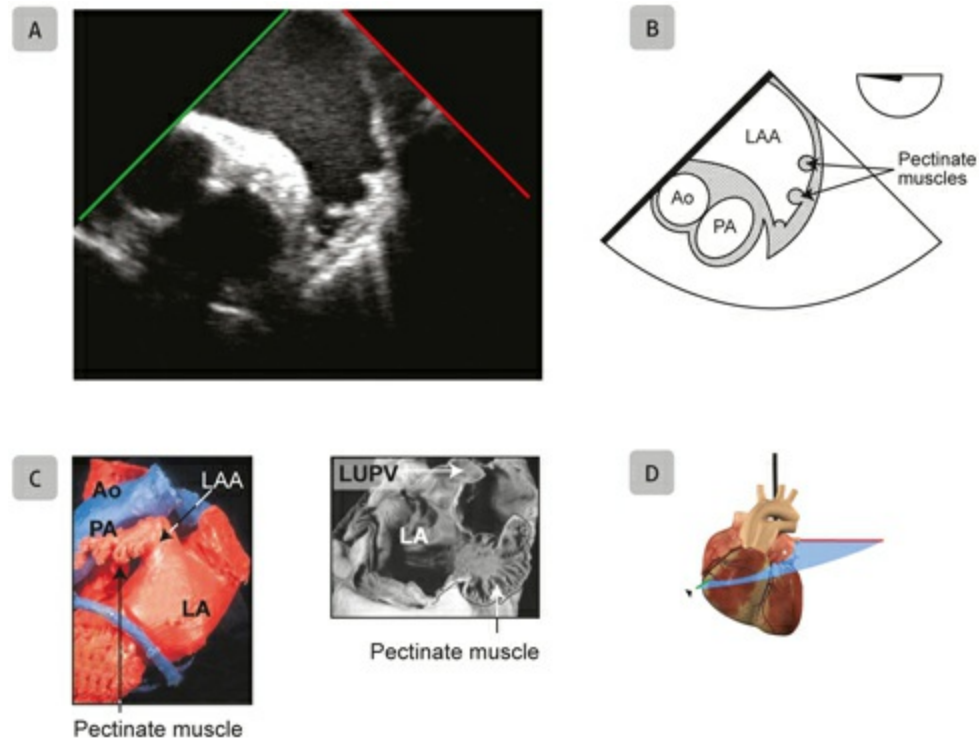 A
B
LAA
Pectinate
muscles
Ao
PA
C
Ao
LAA
PA
LA
Pectinate muscle
LUPV
LA
Pectinate muscle
D